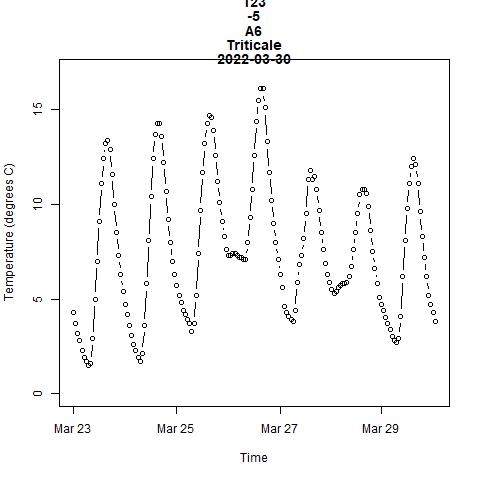 123
-5
A6
Triticale
2022-03-30
Temperature (degrees C)
15
10
5
0
Mar 23 Mar 25 Mar 27 Mar 29
Time